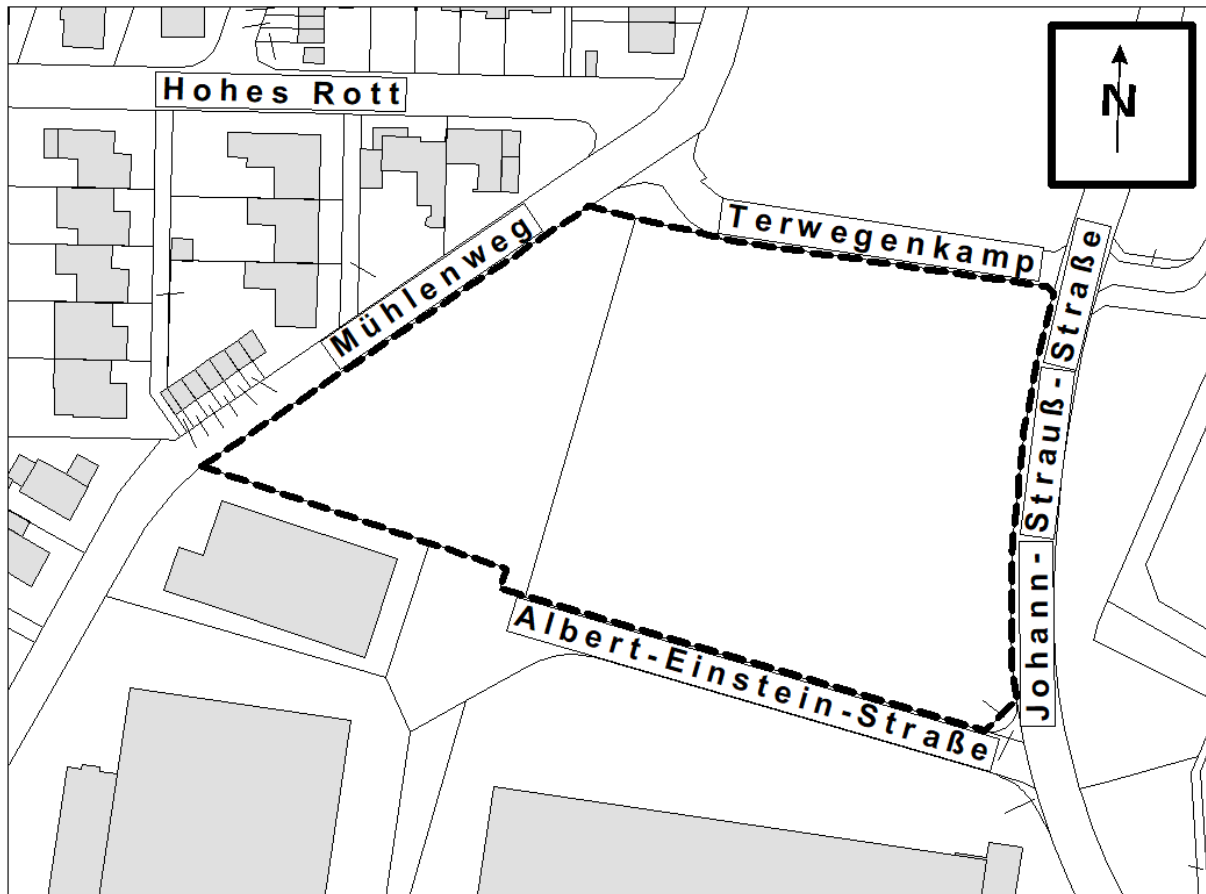 Hohes Rott
N
Terwegenkamp
Mühlenweg
Johann-Strauß-Straße
Albert-Einstein-Straße